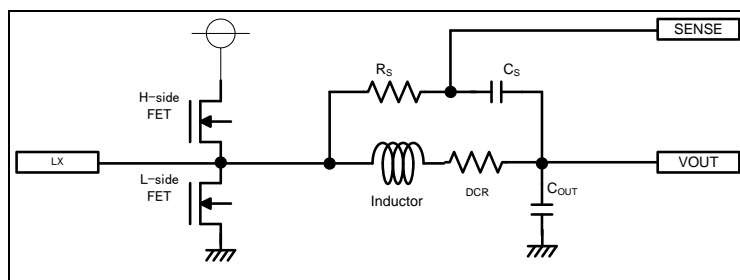 SENSE
RS
CS
H-side
FET
LX
VOUT
L-side
FET
Inductor
DCR
COUT